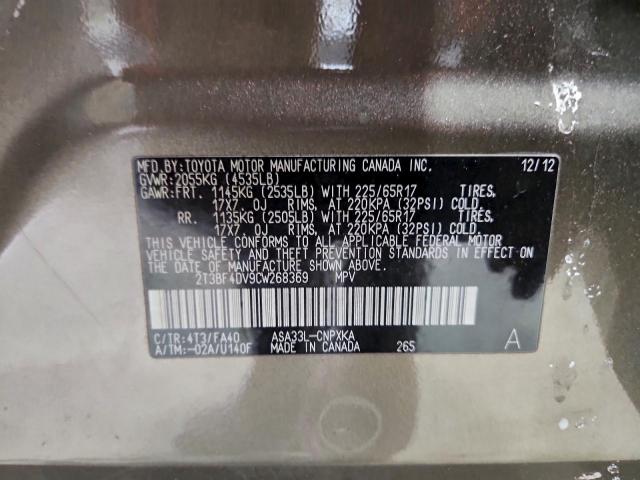 MFD.BY:TOYOTA MOTOR MANUFACTURING CANADA INC. 12/12
GVWR:2055KG (4535LB)
GAWR:FRT. 1145KG (2535LB) WITH 225/65R17 TIRES,
17X7 OJ RIMS, AT 220KPA (32PSI) COLD.
RR. 1135KG (2505LB) WITH 225/65R17 TIRES,
17X7 OJ RIMS, AT 220KPA (32PSI) COLD.
THIS VEHICLE CONFORMS TO ALL APPLICABLE FEDERAL MOTOR
VEHICLE SAFETY AND THEFT PREVENTION STANDARDS IN EFFECT ON
THE DATE OF MANUFACTURE SHOWN ABOVE.
2T3BF4DV9CW268369 MPV
C/TR:4T3/FA40 ASA33L-CNPXKA
A/TM:-02A/U140F MADE IN CANADA 265 A